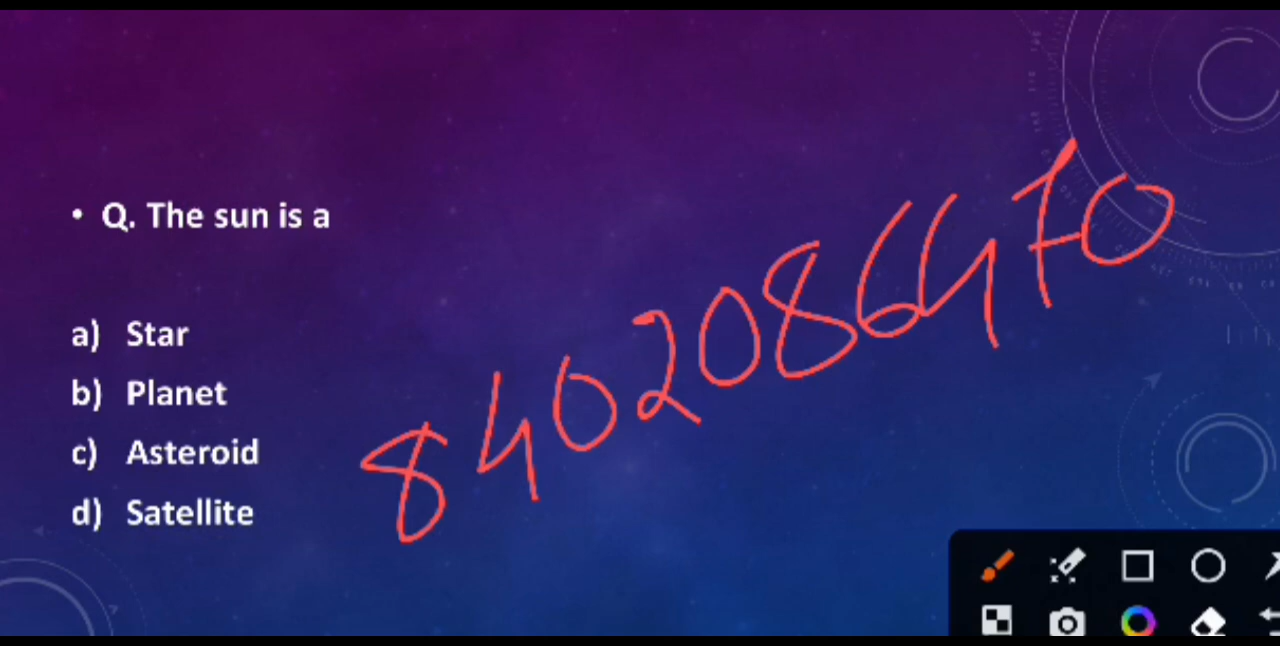 • Q. The sun is a
a) Star
b) Planet
c) Asteroid
d) Satellite
8402086470